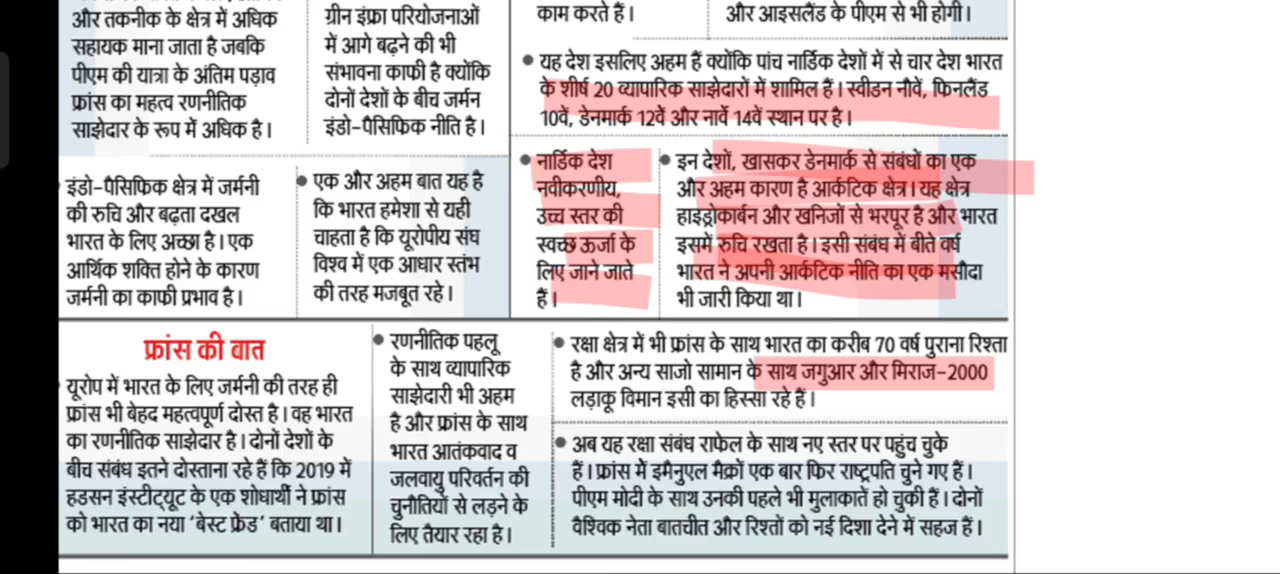 और तकनीक के क्षेत्र में अधिक
सहायक माना जाता है जबकि
पीएम की यात्रा के अंतिम पड़ाव
फ्रांस का महत्व रणनीतिक
साझेदार के रूप में अधिक है।
ग्रीन इंफ्रा परियोजनाओं
में आगे बढ़ने की भी
संभावना काफी है क्योंकि
दोनों देशों के बीच जर्मन
इंडो-पैसिफिक नीति है।
काम करते हैं।
और आइसलैंड के पीएम से भी होगी।
● यह देश इसलिए अहम हैं क्योंकि पांच नार्डिक देशों में से चार देश भारत
के शीर्ष 20 व्यापारिक साझेदारों में शामिल हैं। स्वीडन नौवें, फिनलैंड
10वें, डेनमार्क 12वें और नार्वे 14वें स्थान पर है।
इंडो-पैसिफिक क्षेत्र में जर्मनी
की रुचि और बढ़ता दखल
भारत के लिए अच्छा है। एक
आर्थिक शक्ति होने के कारण
जर्मनी का काफी प्रभाव है।
● एक और अहम बात यह है
कि भारत हमेशा से यही
चाहता है कि यूरोपीय संघ
विश्व में एक आधार स्तंभ
की तरह मजबूत रहे।
● नार्डिक देश
नवीकरणीय,
उच्च स्तर की
स्वच्छ ऊर्जा के
लिए जाने जाते
हैं।
● इन देशों, खासकर डेनमार्क से संबंधों का एक
और अहम कारण है आर्कटिक क्षेत्र। यह क्षेत्र
हाइड्रोकार्बन और खनिजों से भरपूर है और भारत
इसमें रुचि रखता है। इसी संबंध में बीते वर्ष
भारत ने अपनी आर्कटिक नीति का एक मसौदा
भी जारी किया था।
फ्रांस की बात
यूरोप में भारत के लिए जर्मनी की तरह ही
फ्रांस भी बेहद महत्वपूर्ण दोस्त है। वह भारत
का रणनीतिक साझेदार है। दोनों देशों के
बीच संबंध इतने दोस्ताना रहे हैं कि 2019 में
हडसन इंस्टीट्यूट के एक शोधार्थी ने फ्रांस
को भारत का नया 'बेस्ट फ्रेंड' बताया था।
● रणनीतिक पहलू
के साथ व्यापारिक
साझेदारी भी अहम
है और फ्रांस के साथ
भारत आतंकवाद व
जलवायु परिवर्तन की
चुनौतियों से लड़ने के
लिए तैयार रहा है।
● रक्षा क्षेत्र में भी फ्रांस के साथ भारत का करीब 70 वर्ष पुराना रिश्ता
है और अन्य साजो सामान के साथ जगुआर और मिराज-2000
लड़ाकू विमान इसी का हिस्सा रहे हैं।
● अब यह रक्षा संबंध राफेल के साथ नए स्तर पर पहुंच चुके
हैं। फ्रांस में इमैनुएल मैक्रों एक बार फिर राष्ट्रपति चुने गए हैं।
पीएम मोदी के साथ उनकी पहले भी मुलाकातें हो चुकी हैं। दोनों
वैश्विक नेता बातचीत और रिश्तों को नई दिशा देने में सहज हैं।